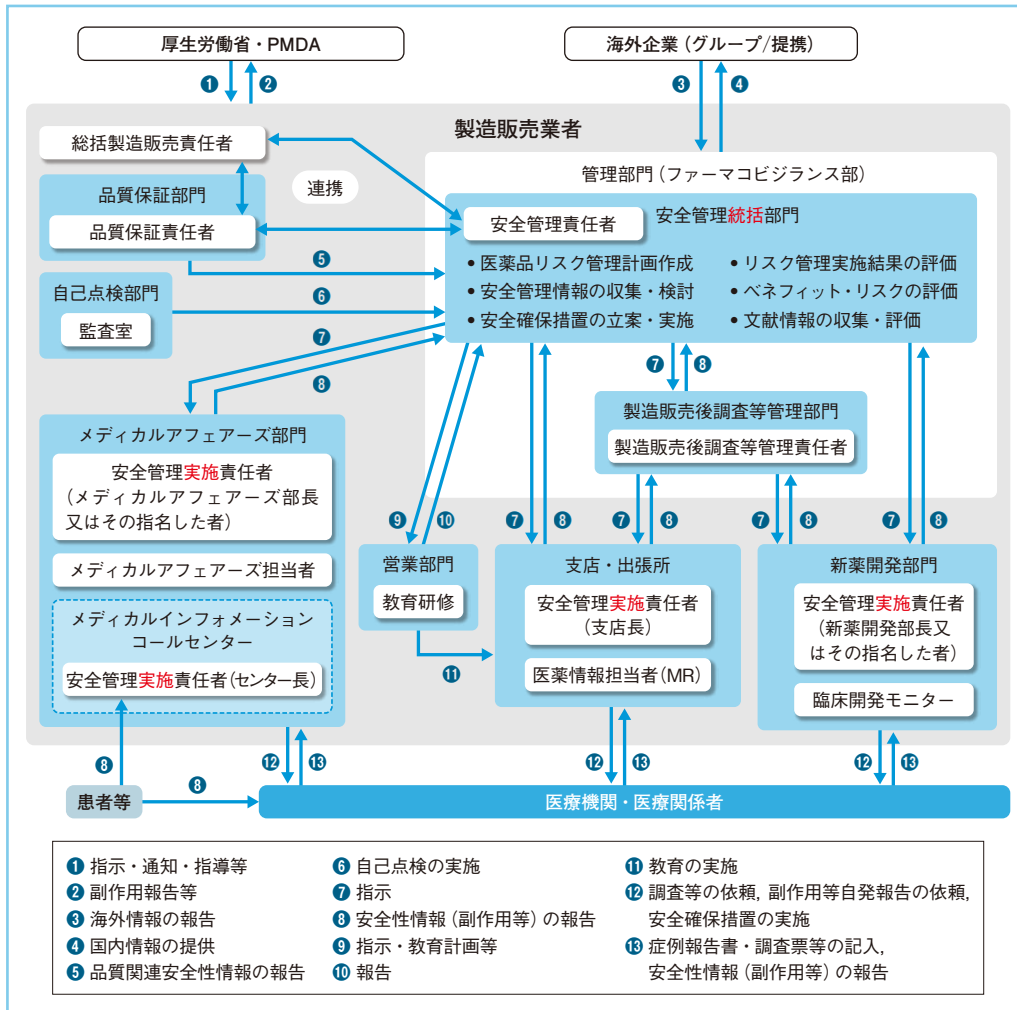 厚生労働省・PMDA
海外企業（グループ/提携）
❶
❷
❸
❹
製造販売業者
総括製造販売責任者
管理部門（ファーマコビジランス部）
連携
品質保証部門
品質保証責任者
安全管理責任者
安全管理統括部門
• 医薬品リスク管理計画作成
• 安全管理情報の収集・検討
• 安全確保措置の立案・実施
• リスク管理実施結果の評価
• ベネフィット・リスクの評価
• 文献情報の収集・評価
❺
自己点検部門
監査室
❻
❼
❽
❼
❽
製造販売後調査等管理部門
製造販売後調査等管理責任者
メディカルアフェアーズ部門
安全管理実施責任者
（メディカルアフェアーズ部長
又はその指名した者）
メディカルアフェアーズ担当者
メディカルインフォメーション
コールセンター
安全管理実施責任者（センター長）
❾
❿
❼
❽
❼
❽
❼
❽
❼
❽
営業部門
教育研修
⓫
支店・出張所
安全管理実施責任者
（支店長）
医薬情報担当者（MR）
新薬開発部門
安全管理実施責任者
（新薬開発部長又
はその指名した者）
臨床開発モニター
❽
⓬
⓭
⓬
⓭
⓬
⓭
患者等
❽
医療機関・医療関係者
❶ 指示・通知・指導等
❷ 副作用報告等
❸ 海外情報の報告
❹ 国内情報の提供
❺ 品質関連安全性情報の報告
❻ 自己点検の実施
❼ 指示
❽ 安全性情報（副作用等）の報告
❾ 指示・教育計画等
❿ 報告
⓫ 教育の実施
⓬ 調査等の依頼，副作用等自発報告の依頼，
安全確保措置の実施
⓭ 症例報告書・調査票等の記入，
安全性情報（副作用等）の報告